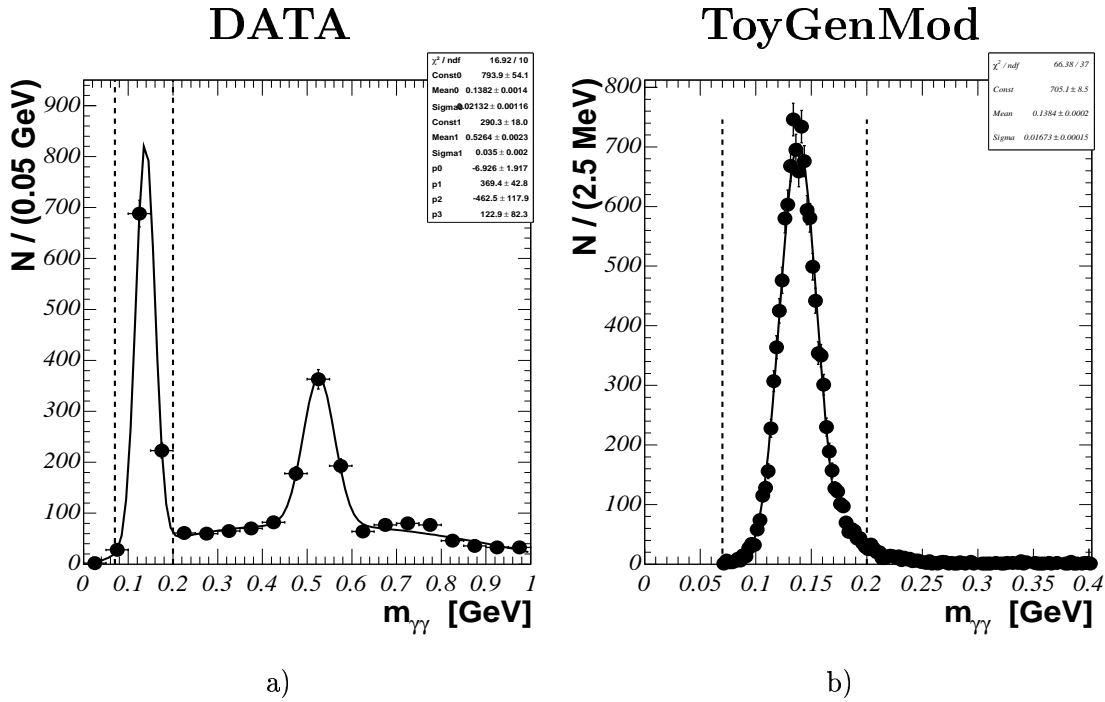 DATA
ToyGenMod
χ² / ndf 16.92 / 10
Const0 793.9 ± 54.1
Mean0 0.1382 ± 0.0014
Sigma0 0.02132 ± 0.00116
Const1 290.3 ± 18.0
Mean1 0.5264 ± 0.0023
Sigma1 0.035 ± 0.002
p0 -6.926 ± 1.917
p1 369.4 ± 42.8
p2 -462.5 ± 117.9
p3 122.9 ± 82.3
N / (0.05 GeV)
900
800
700
600
500
400
300
200
100
0
0 0.1 0.2 0.3 0.4 0.5 0.6 0.7 0.8 0.9 1
mγγ [GeV]
a)
χ² / ndf 66.38 / 37
Const 705.1 ± 8.5
Mean 0.1384 ± 0.0002
Sigma 0.01673 ± 0.00015
N / (2.5 MeV)
800
700
600
500
400
300
200
100
0
0 0.05 0.1 0.15 0.2 0.25 0.3 0.35 0.4
mγγ [GeV]
b)